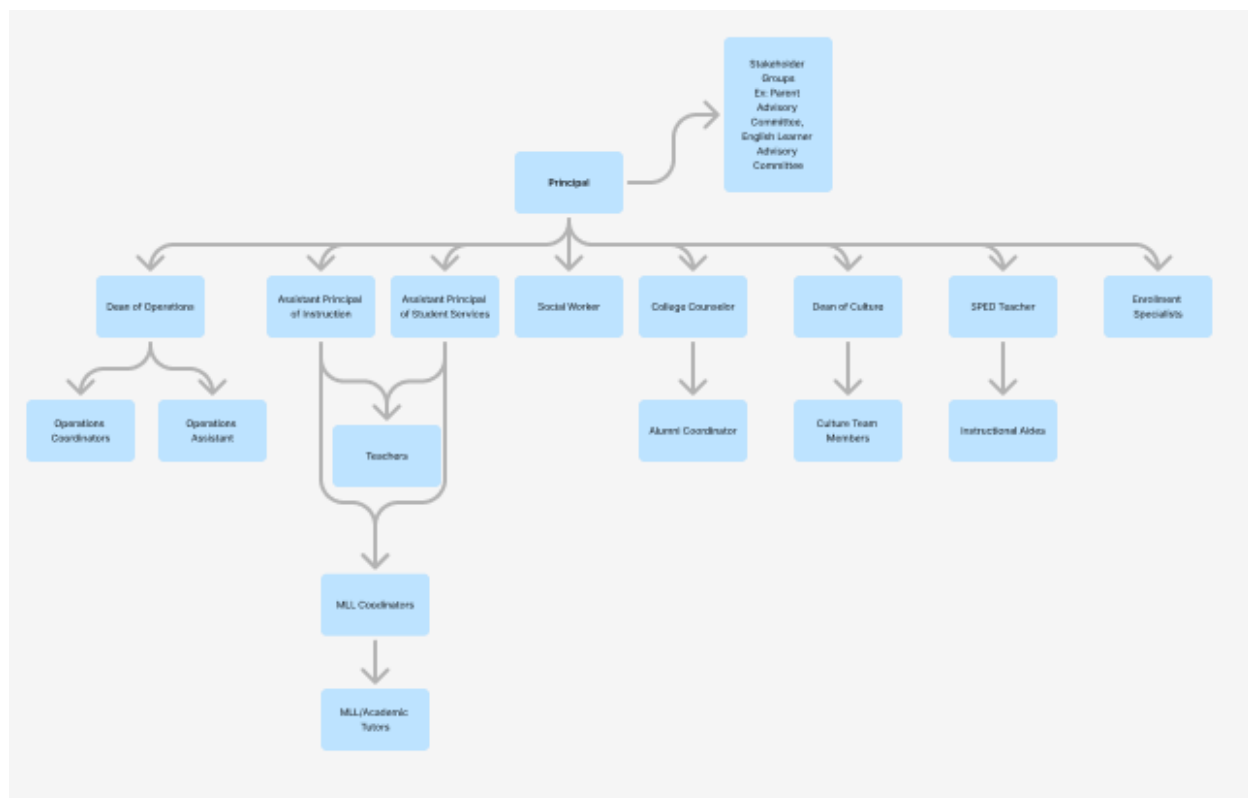 Stakeholder
Groups
Ex: Parent
Advisory
Committee,
English Learner
Advisory
Committee
Principal
Dean of Operations
Assistant Principal
of Instruction
Assistant Principal
of Student Services
Social Worker
College Counselor
Dean of Culture
SPED Teacher
Enrollment
Specialists
Operations
Coordinators
Operations
Assistant
Teachers
Alumni Coordinator
Culture Team
Members
Instructional Aides
MLL Coordinators
MLL/Academic
Tutors